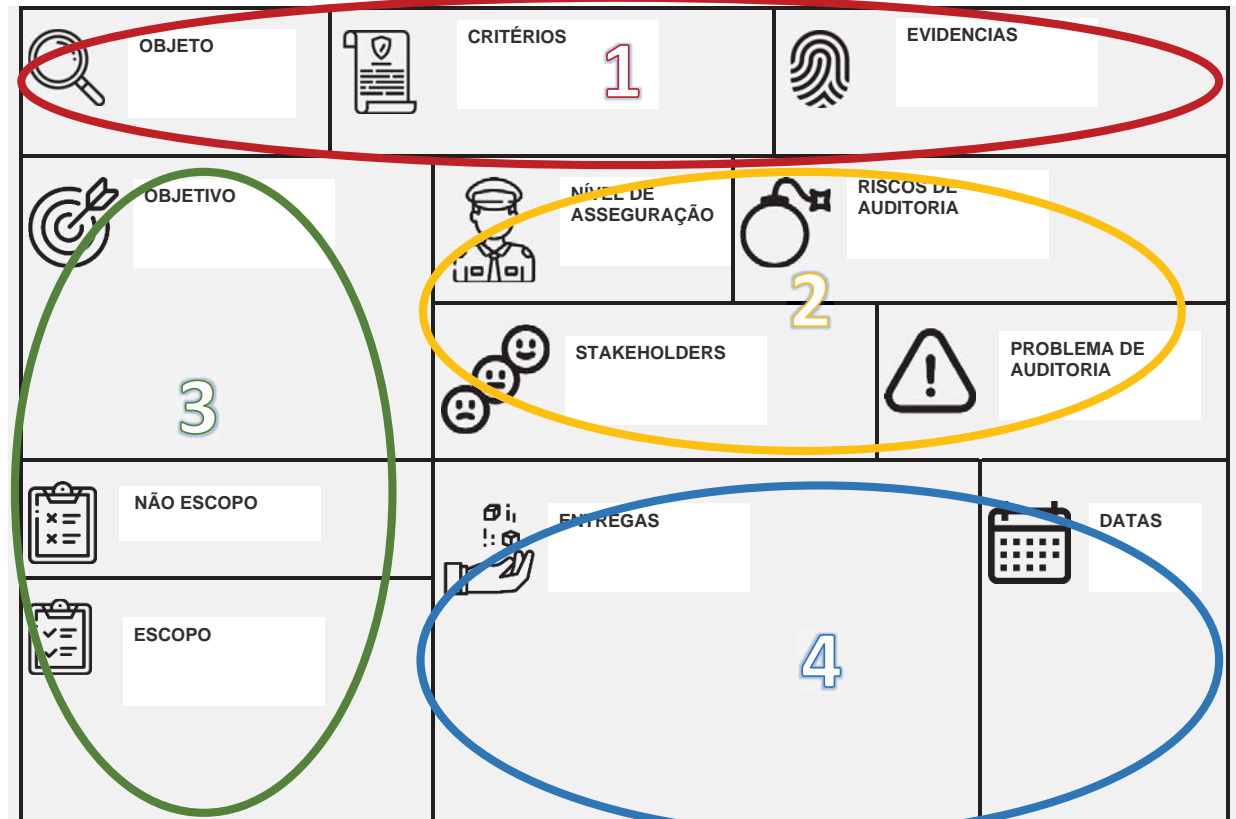 OBJETO
CRITÉRIOS
1
EVIDENCIAS
OBJETIVO
NÍVEL DE
ASSEGURAÇÃO
RISCOS DE
AUDITORIA
2
STAKEHOLDERS
PROBLEMA DE
AUDITORIA
3
NÃO ESCOPO
ESCOPO
ENTREGAS
DATAS
4